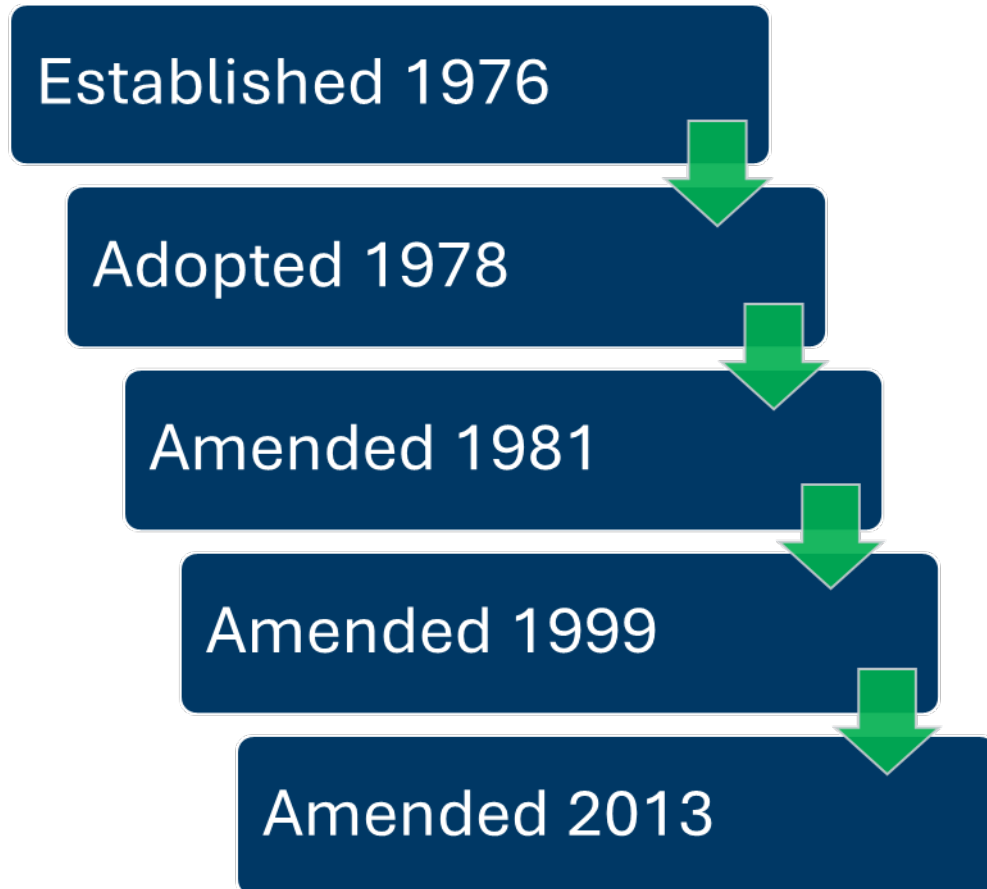 Established 1976
Adopted 1978
Amended 1981
Amended 1999
Amended 2013